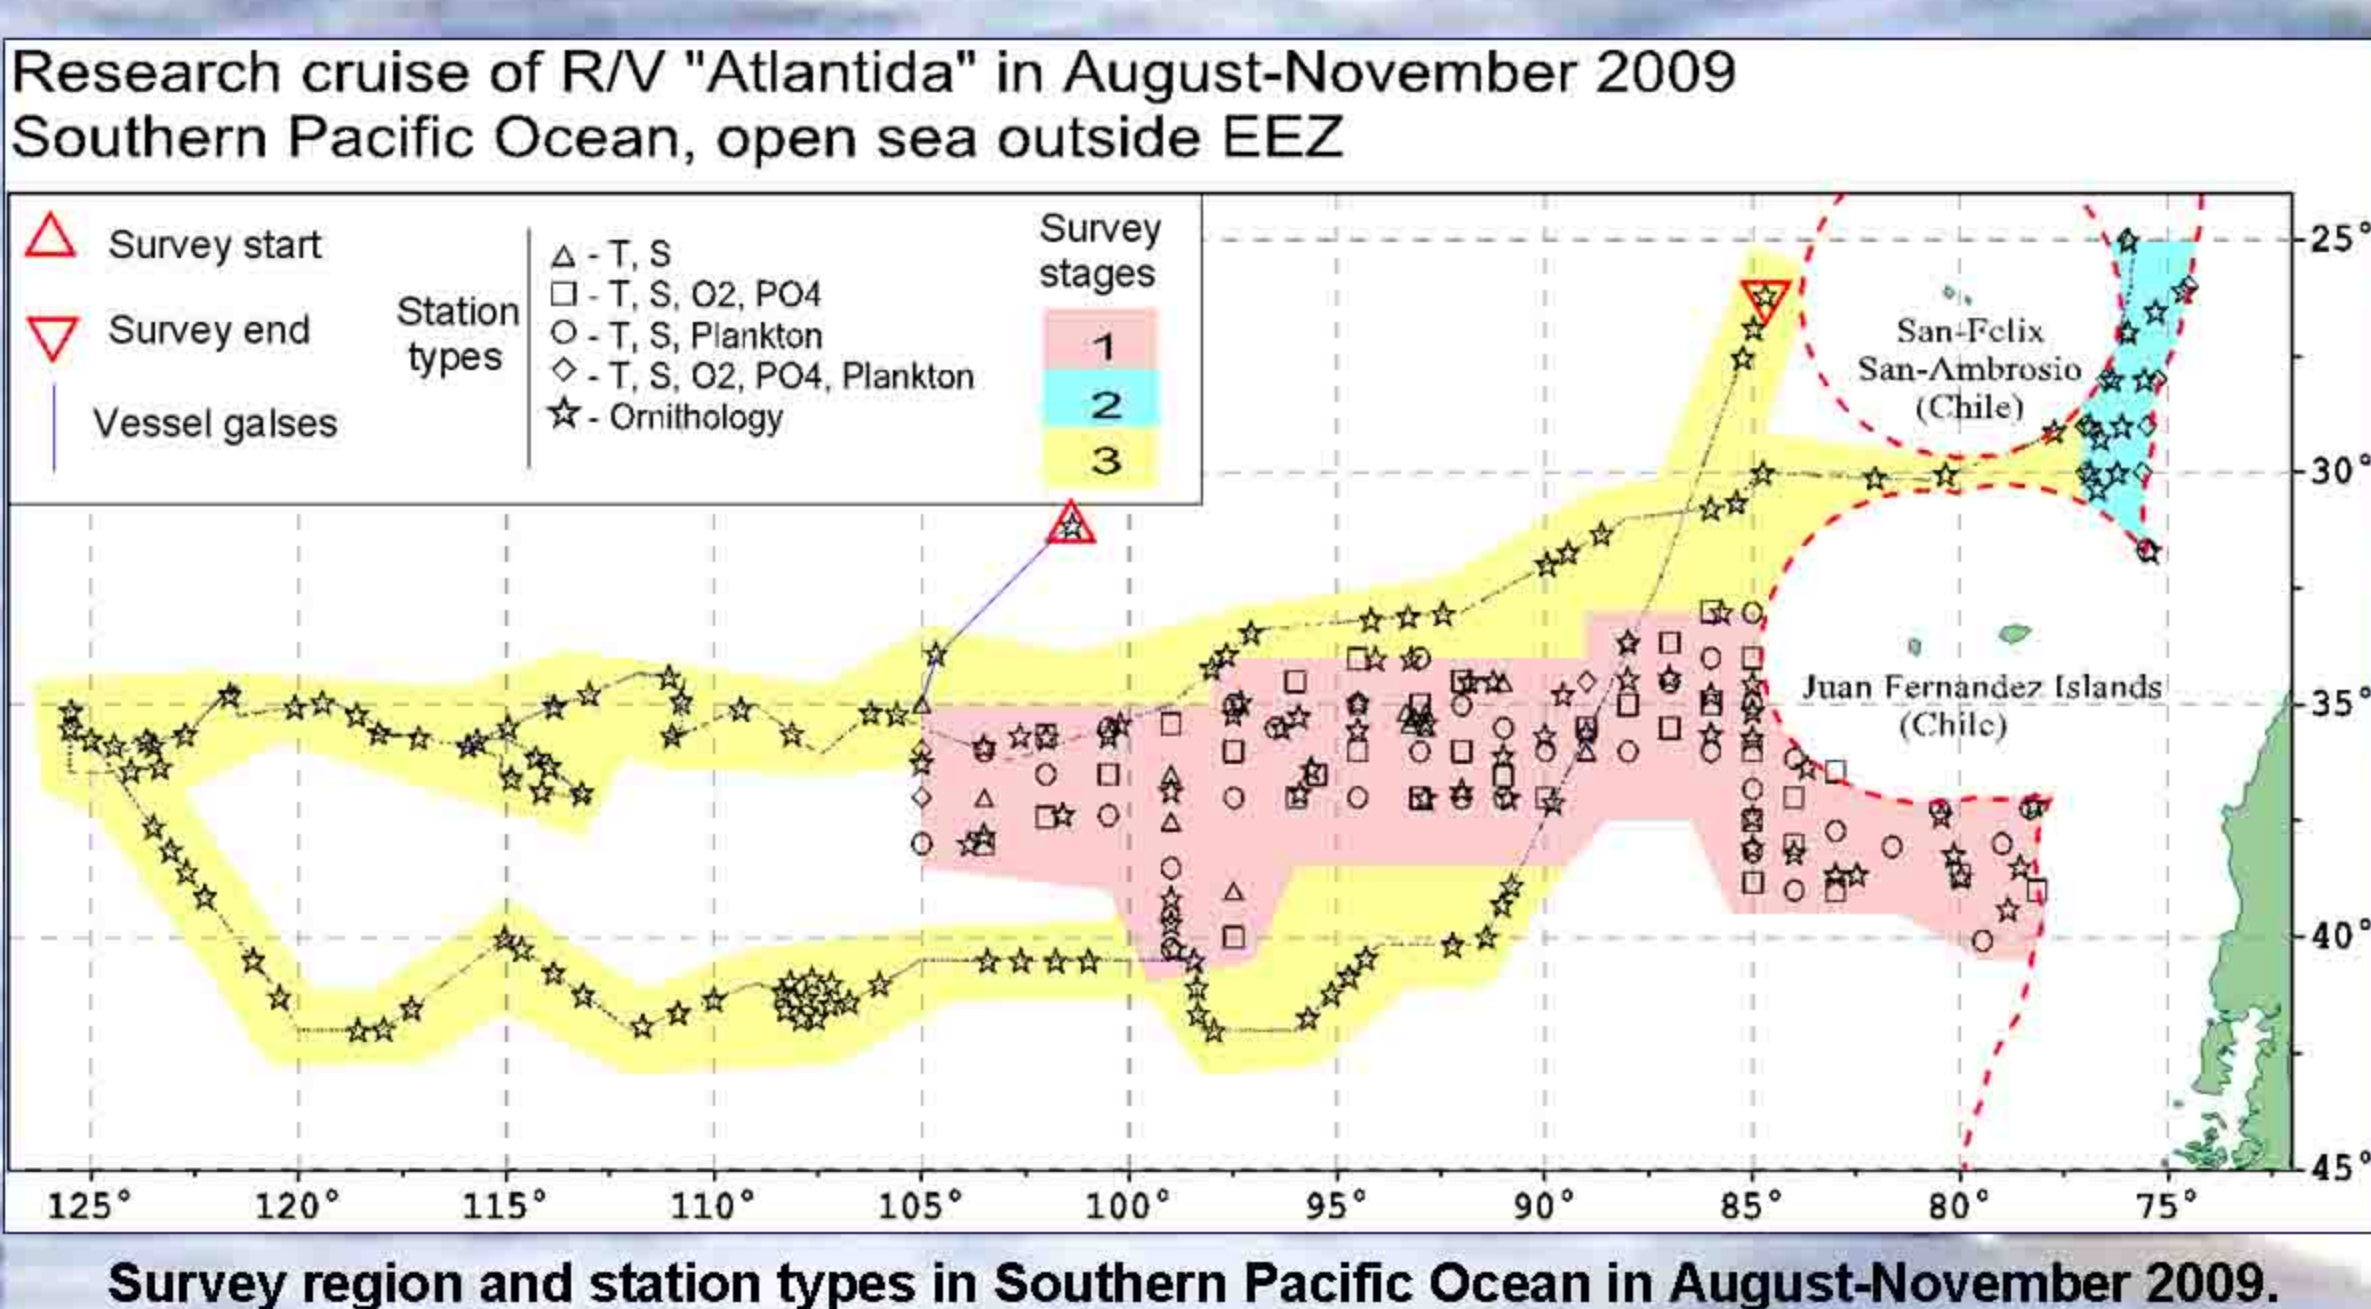 Research cruise of R/V "Atlantida" in August-November 2009
Southern Pacific Ocean, open sea outside EEZ
Survey start
Survey end
Vessel galses
Station
types
- T, S
- T, S, O2, PO4
- T, S, Plankton
- T, S, O2, PO4, Plankton
- Ornithology
Survey
stages
1
2
3
San-Felix
San-Ambrosio
(Chile)
Juan Fernandez Islands
(Chile)
25°
30°
35°
40°
45°
125° 120° 115° 110° 105° 100° 95° 90° 85° 80° 75°
Survey region and station types in Southern Pacific Ocean in August-November 2009.